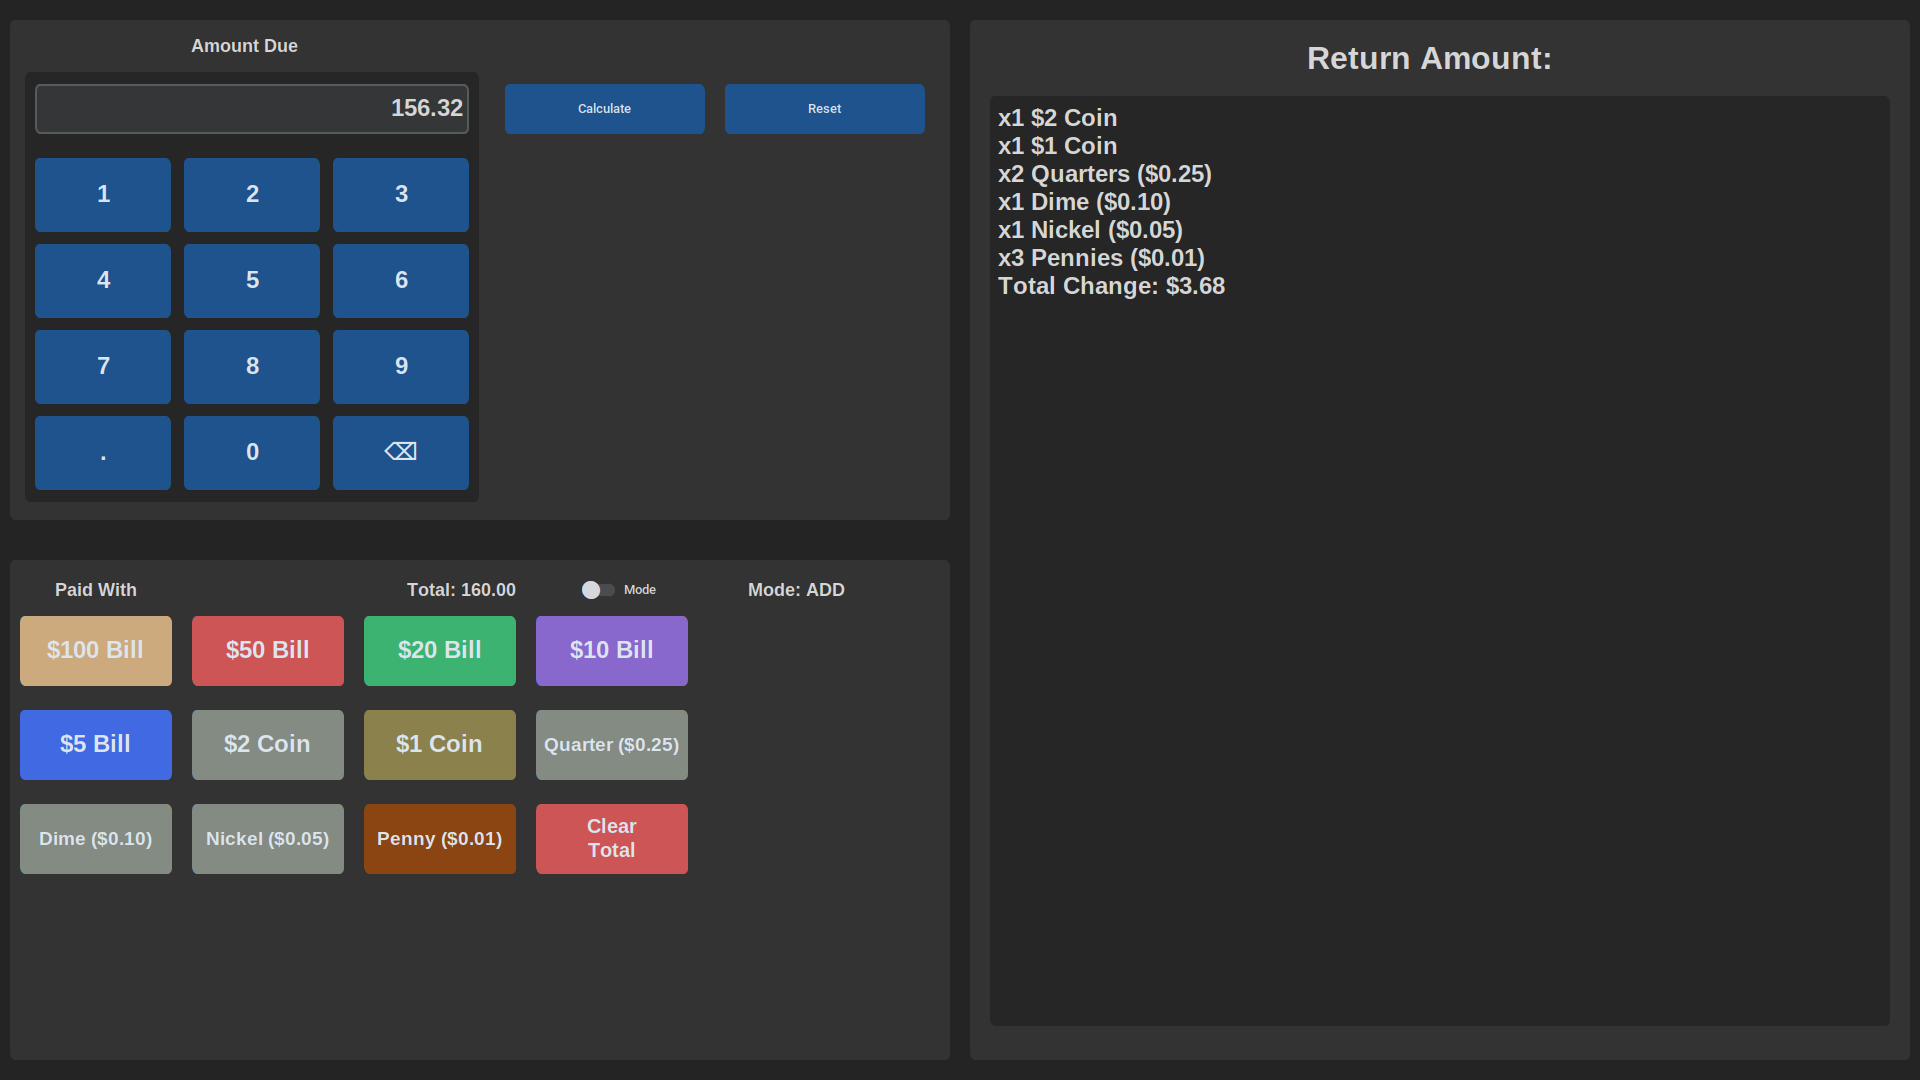 Amount Due
156.32
Calculate
Reset
1 2 3
4 5 6
7 8 9
. 0 ⌫
Paid With
Total: 160.00
Mode
Mode: ADD
$100 Bill
$50 Bill
$20 Bill
$10 Bill
$5 Bill
$2 Coin
$1 Coin
Quarter ($0.25)
Dime ($0.10)
Nickel ($0.05)
Penny ($0.01)
Clear
Total
Return Amount:
x1 $2 Coin
x1 $1 Coin
x2 Quarters ($0.25)
x1 Dime ($0.10)
x1 Nickel ($0.05)
x3 Pennies ($0.01)
Total Change: $3.68